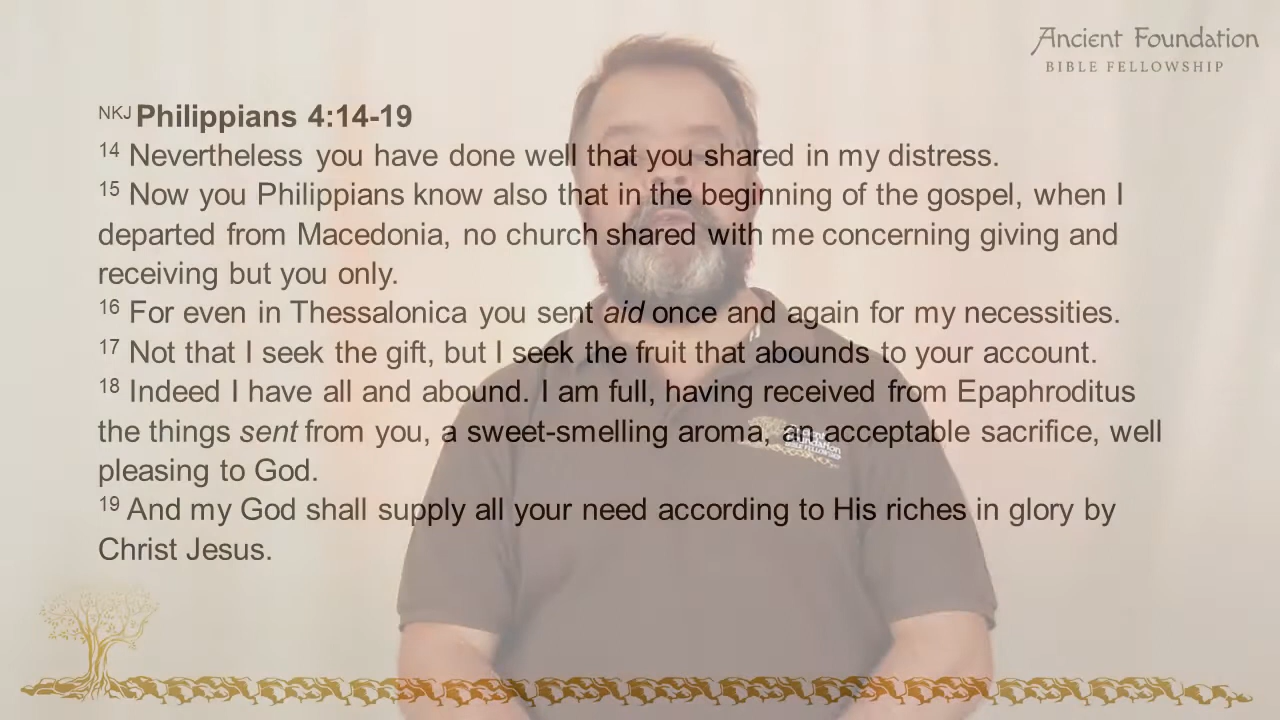 Ancient Foundation
BIBLE FELLOWSHIP
NKJ Philippians 4:14-19
14 Nevertheless you have done well that you shared in my distress.
15 Now you Philippians know also that in the beginning of the gospel, when I
departed from Macedonia, no church shared with me concerning giving and
receiving but you only.
16 For even in Thessalonica you sent aid once and again for my necessities.
17 Not that I seek the gift, but I seek the fruit that abounds to your account.
18 Indeed I have all and abound. I am full, having received from Epaphroditus
the things sent from you, a sweet-smelling aroma, an acceptable sacrifice, well
pleasing to God.
19 And my God shall supply all your need according to His riches in glory by
Christ Jesus.